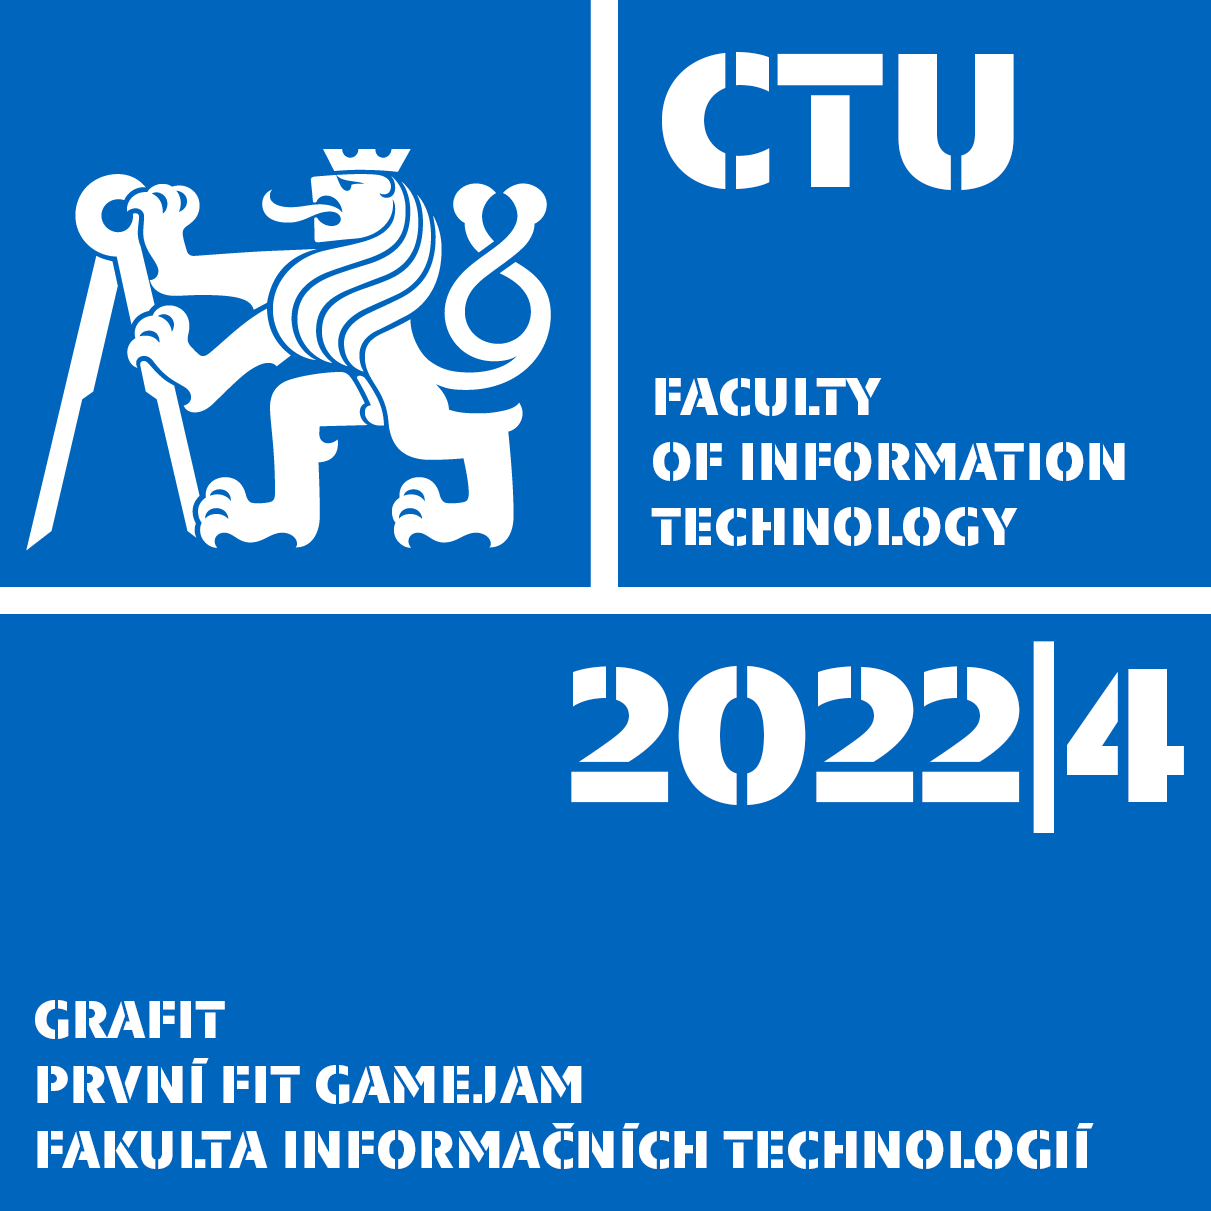 CTU
FACULTY
OF INFORMATION
TECHNOLOGY
2022|4
GRAFIT
PRVNÍ FIT GAMEJAM
FAKULTA INFORMAČNÍCH TECHNOLOGIÍ